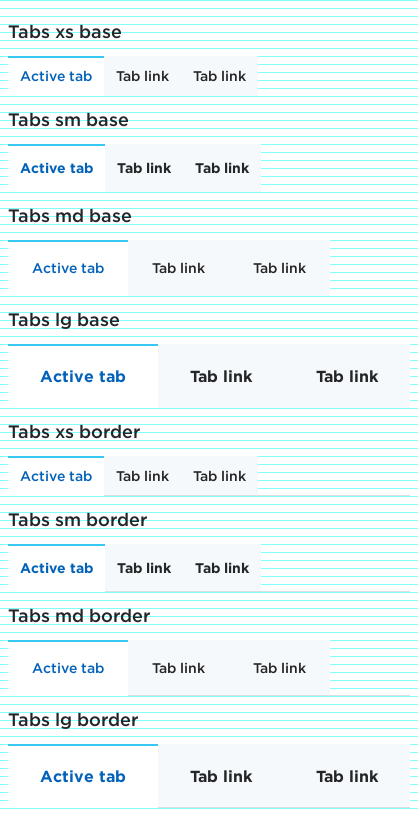 Tabs xs base
Active tab Tab link Tab link
Tabs sm base
Active tab Tab link Tab link
Tabs md base
Active tab Tab link Tab link
Tabs lg base
Active tab Tab link Tab link
Tabs xs border
Active tab Tab link Tab link
Tabs sm border
Active tab Tab link Tab link
Tabs md border
Active tab Tab link Tab link
Tabs lg border
Active tab Tab link Tab link